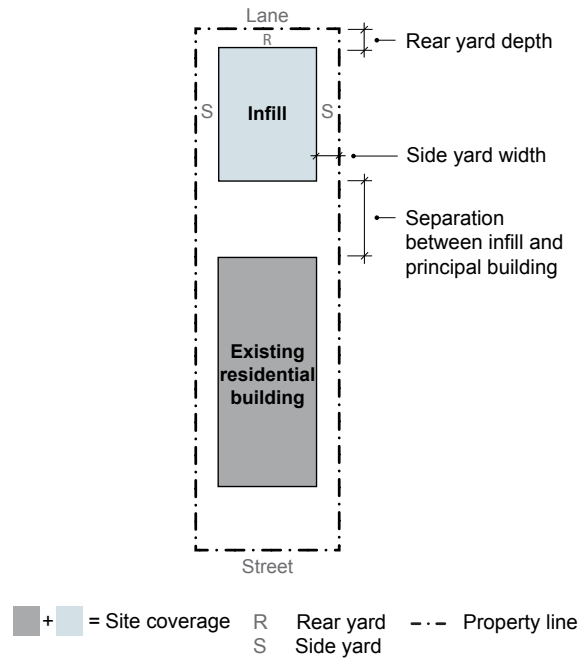 Lane
R
Rear yard depth
S
Infill
S
Side yard width
Separation
between infill and
principal building
Existing
residential
building
Street
+ = Site coverage
R Rear yard
S Side yard
Property line